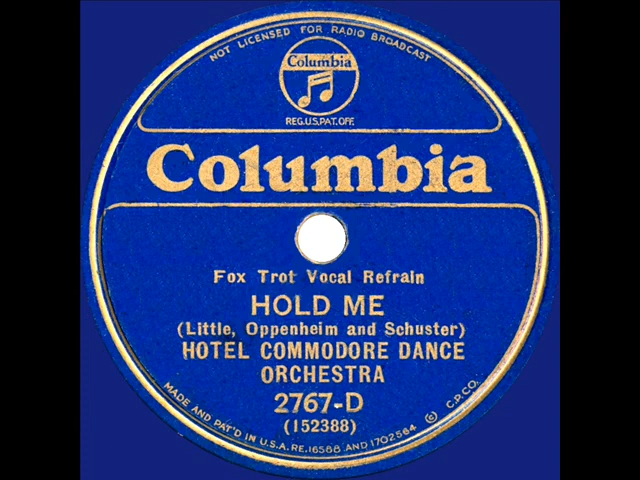 NOT LICENSED FOR RADIO BROADCAST
Columbia
REG.U.S.PAT.OFF.
Columbia
Fox Trot Vocal Refrain
HOLD ME
(Little, Oppenheim and Schuster)
HOTEL COMMODORE DANCE
ORCHESTRA
2767-D
(152388)
MADE AND PAT'D IN U.S.A. RE.16588 AND 1702564 © C.P.CO.